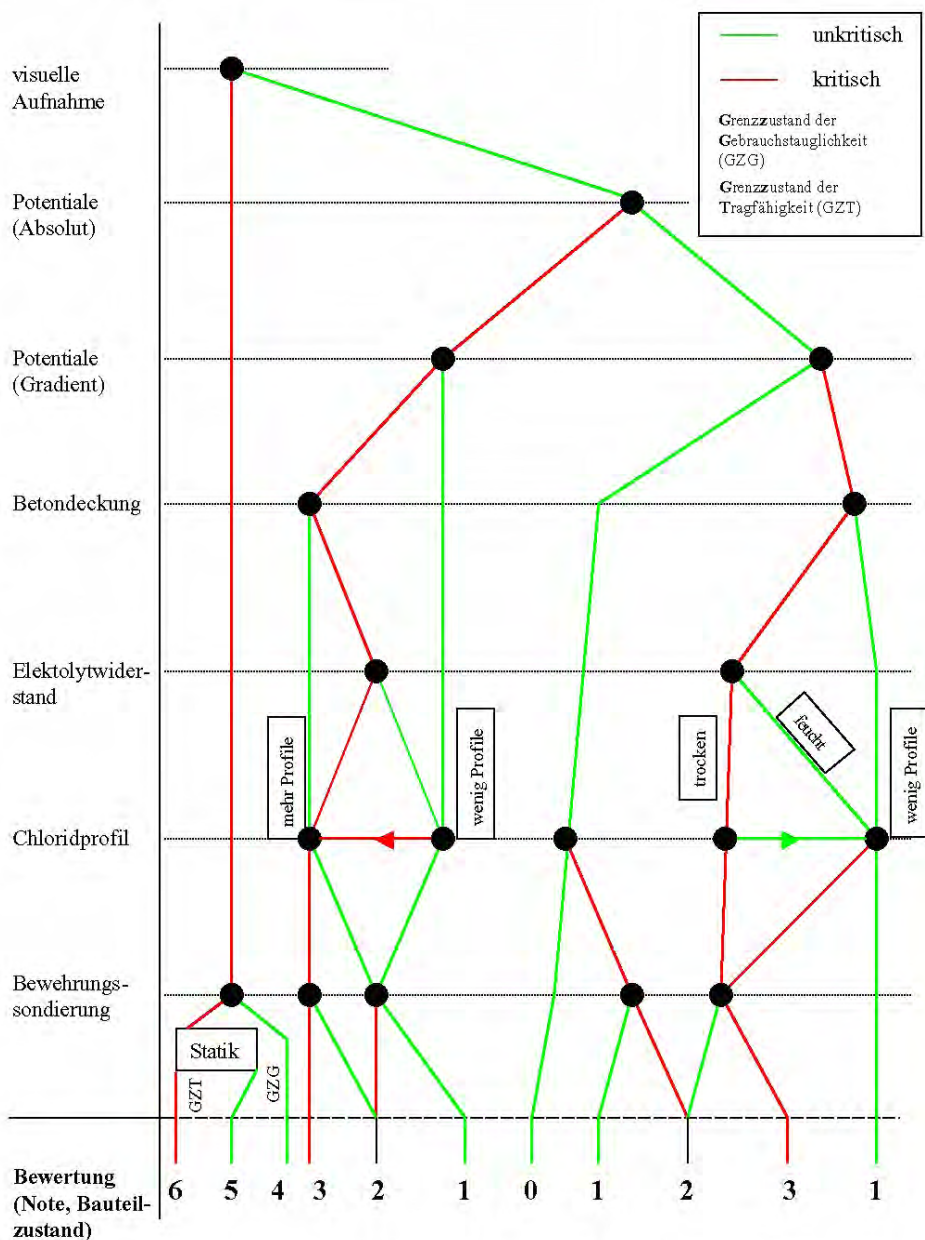 unkritisch
kritisch
Grenzzustand der
Gebrauchstauglichkeit
(GZG)
Grenzzustand der
Tragfähigkeit (GZT)
visuelle
Aufnahme
Potentiale
(Absolut)
Potentiale
(Gradient)
Betondeckung
Elektolytwider-
stand
mehr Profile
wenig Profile
trocken
feucht
wenig Profile
Chloridprofil
Bewehrungs-
sondierung
Statik
GZT
GZG
Bewertung
(Note, Bauteil-
zustand)
6 5 4 3 2 1 0 1 2 3 1